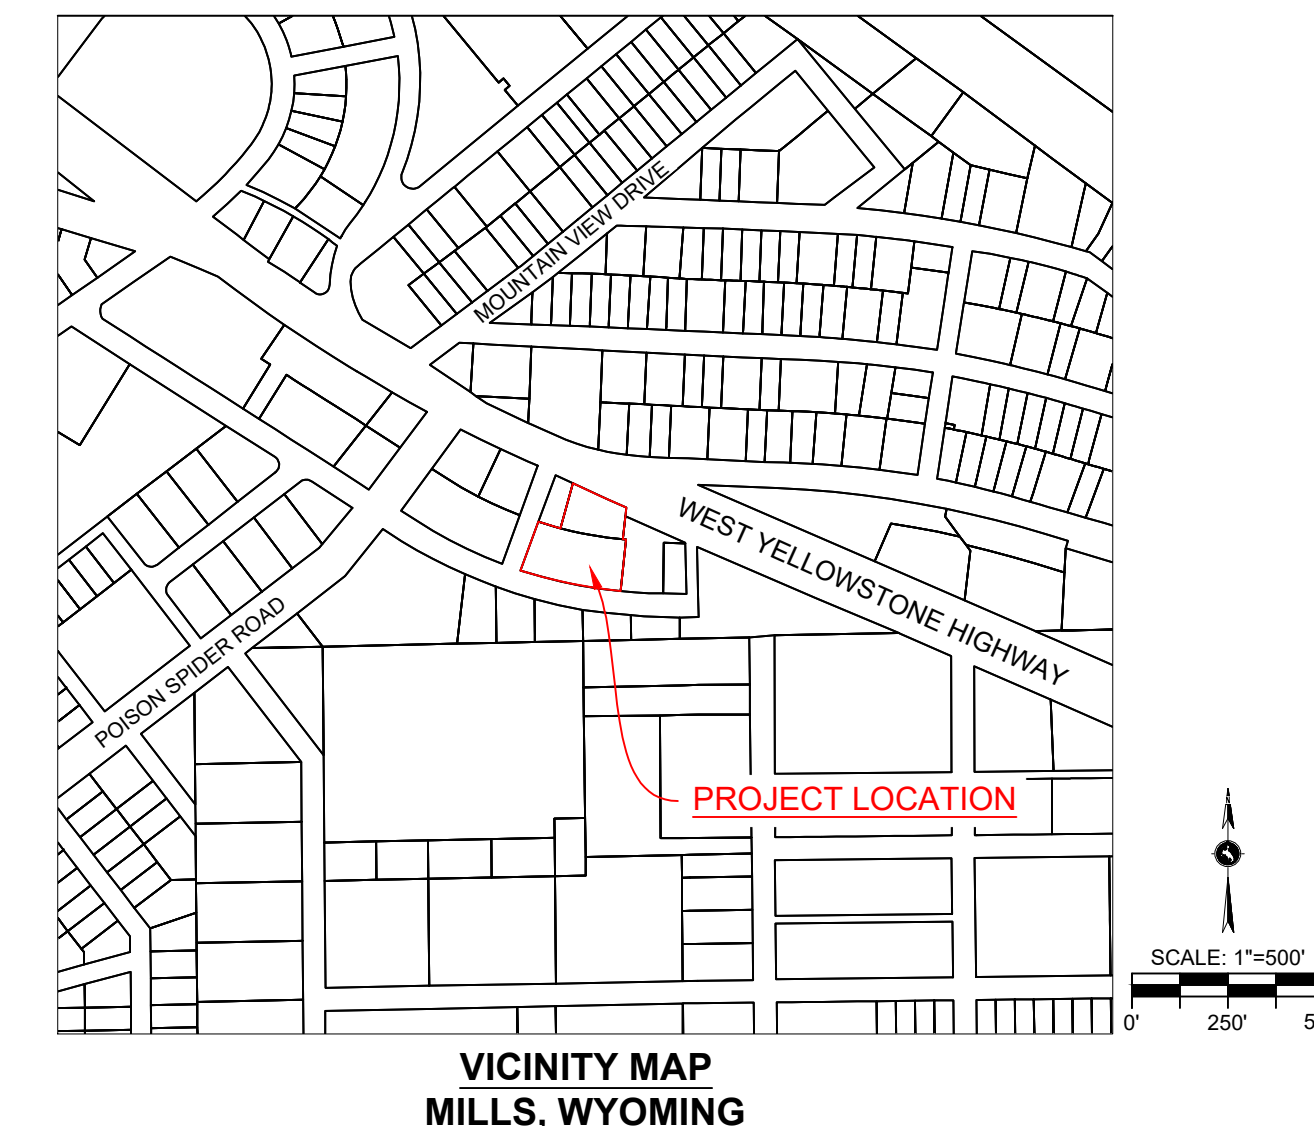 MOUNTAIN VIEW DRIVE
WEST YELLOWSTONE HIGHWAY
POISON SPIDER ROAD
PROJECT LOCATION
N
SCALE: 1"=500'
0' 250' 5
VICINITY MAP
MILLS, WYOMING